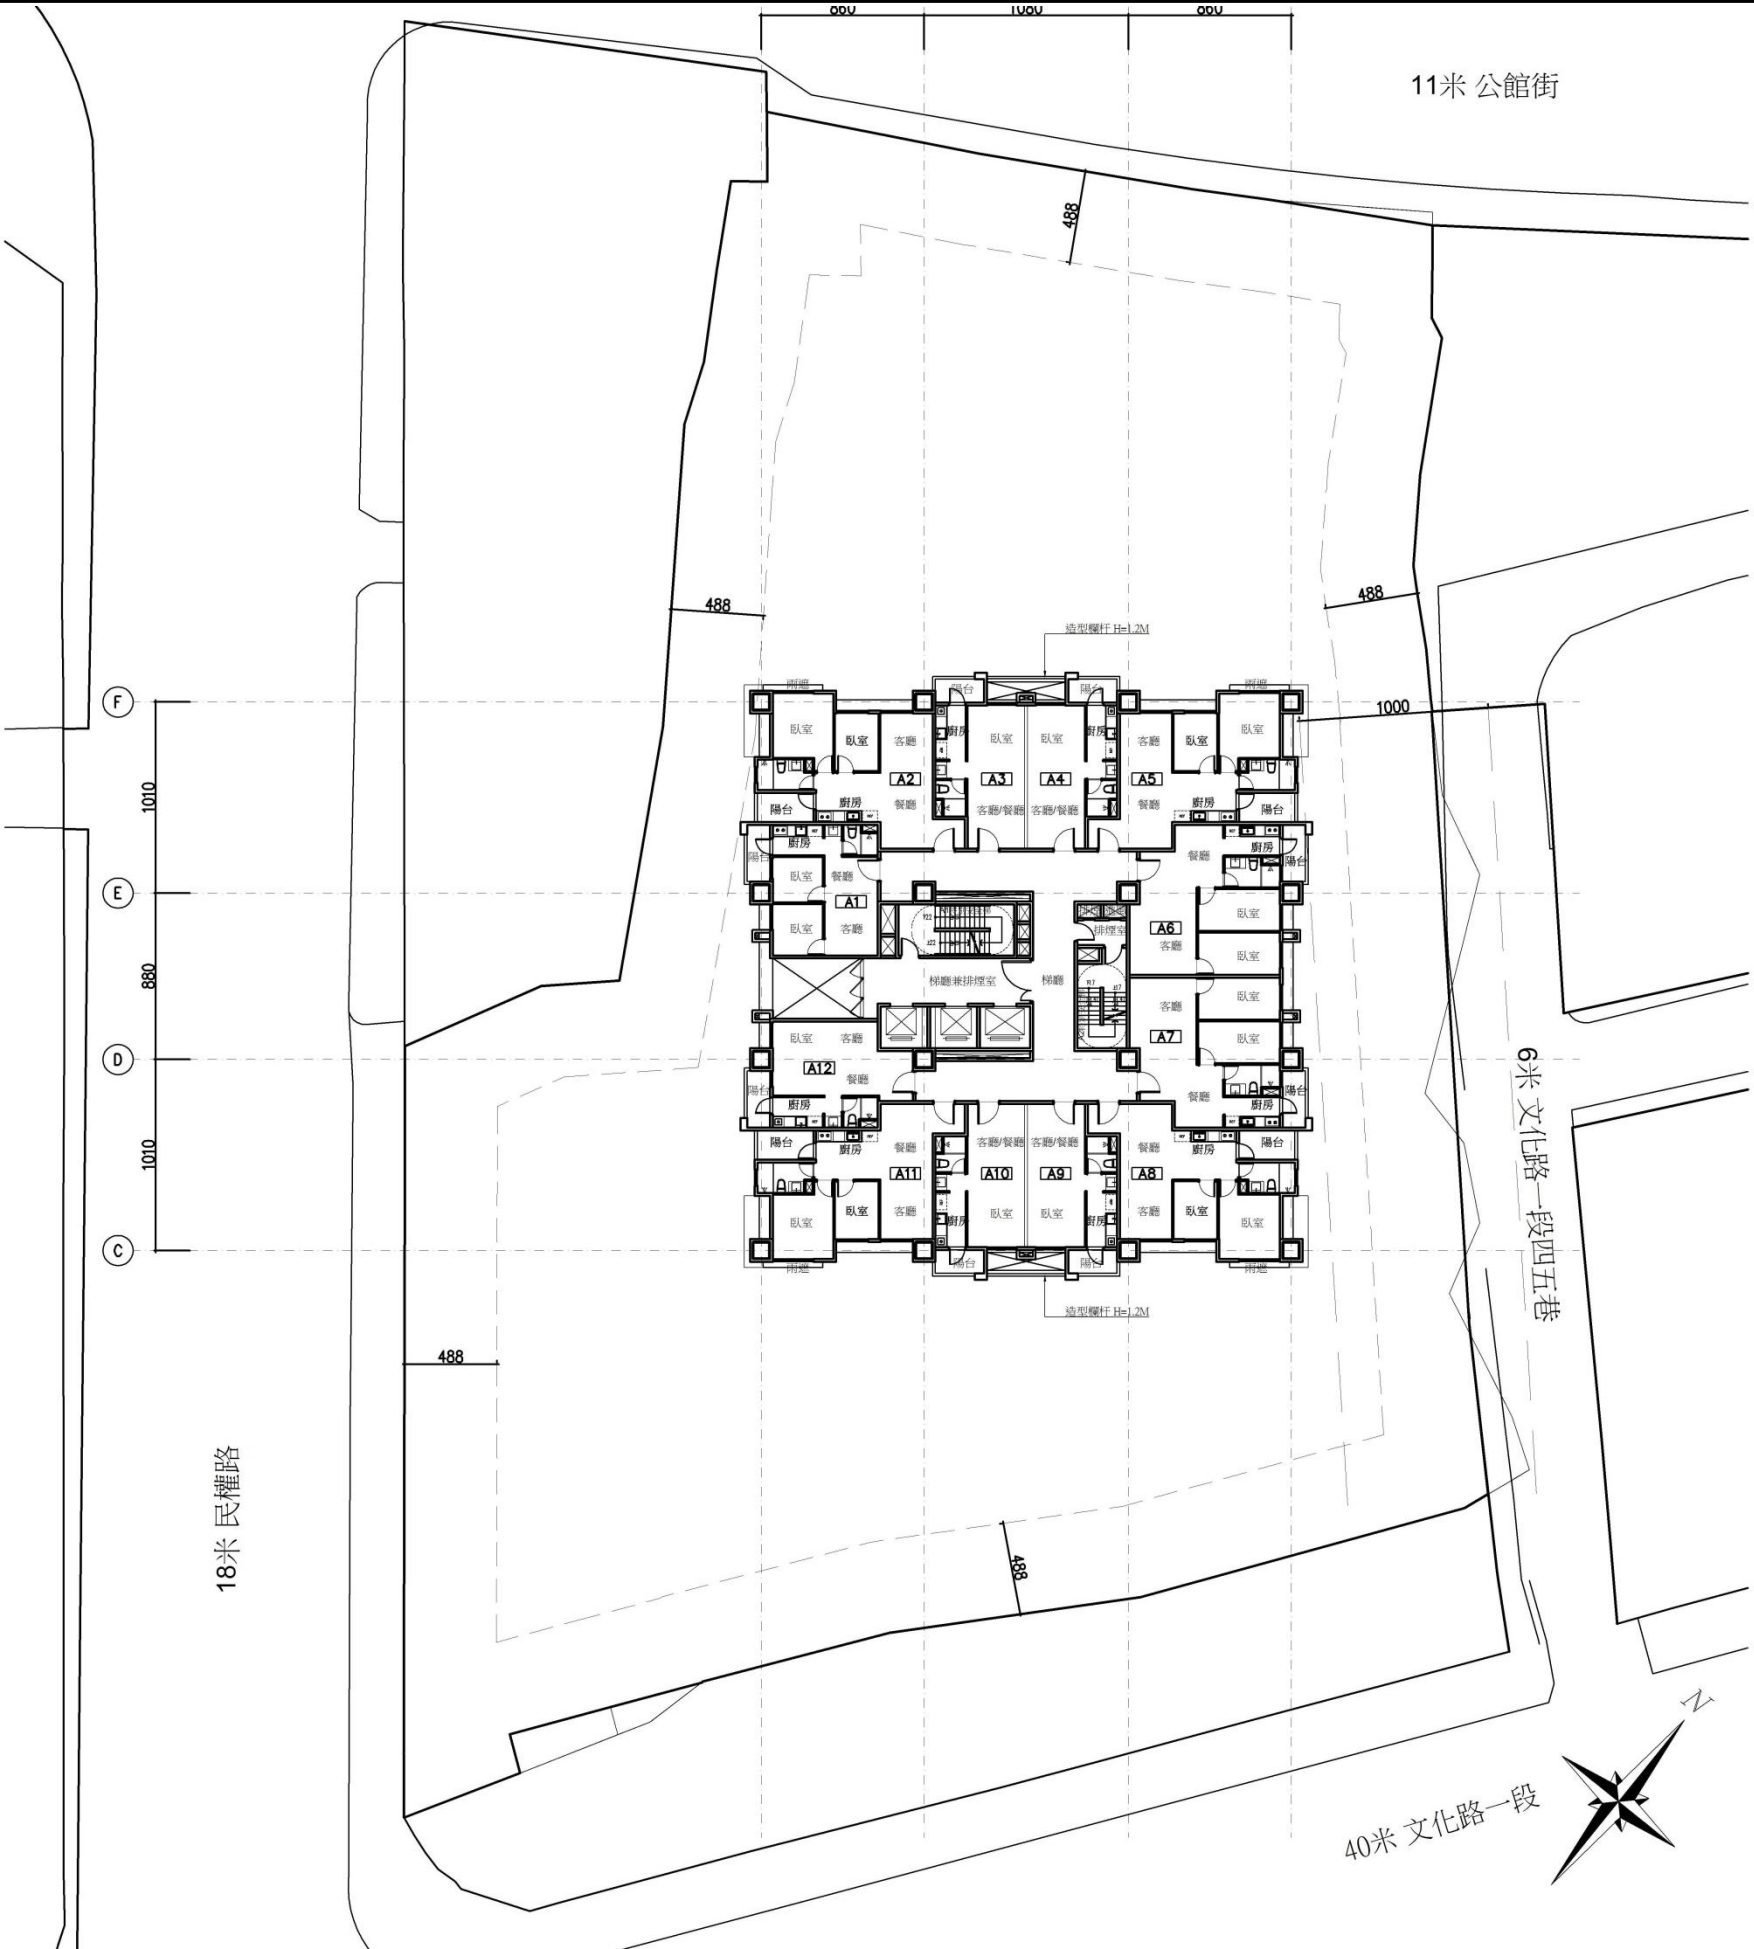 860 1080 860
11米 公館街
488
488
488
造型欄杆 H=1.2M
1000
F
雨遮 陽台 陽台 雨遮
臥室 臥室 客廳 廚房 臥室 臥室 廚房 客廳 臥室 臥室
A2 A3 A4 A5
1010
陽台 廚房 餐廳 客廳/餐廳 客廳/餐廳 餐廳 廚房 陽台
廚房 餐廳 廚房
陽台 臥室 餐廳 陽台
E
A1
臥室 客廳 排煙室 A6 臥室
客廳 臥室
880
梯廳兼排煙室 梯廳
客廳 臥室
臥室 客廳 A7 臥室
D
A12 餐廳
陽台 廚房 餐廳 廚房 陽台
6米 文化路一段四五巷
1010
陽台 廚房 餐廳 客廳/餐廳 客廳/餐廳 餐廳 廚房 陽台
A11 A10 A9 A8
臥室 臥室 客廳 廚房 臥室 臥室 廚房 客廳 臥室 臥室
C
雨遮 陽台 陽台 雨遮
造型欄杆 H=1.2M
488
18米 民權路
488
N
40米 文化路一段